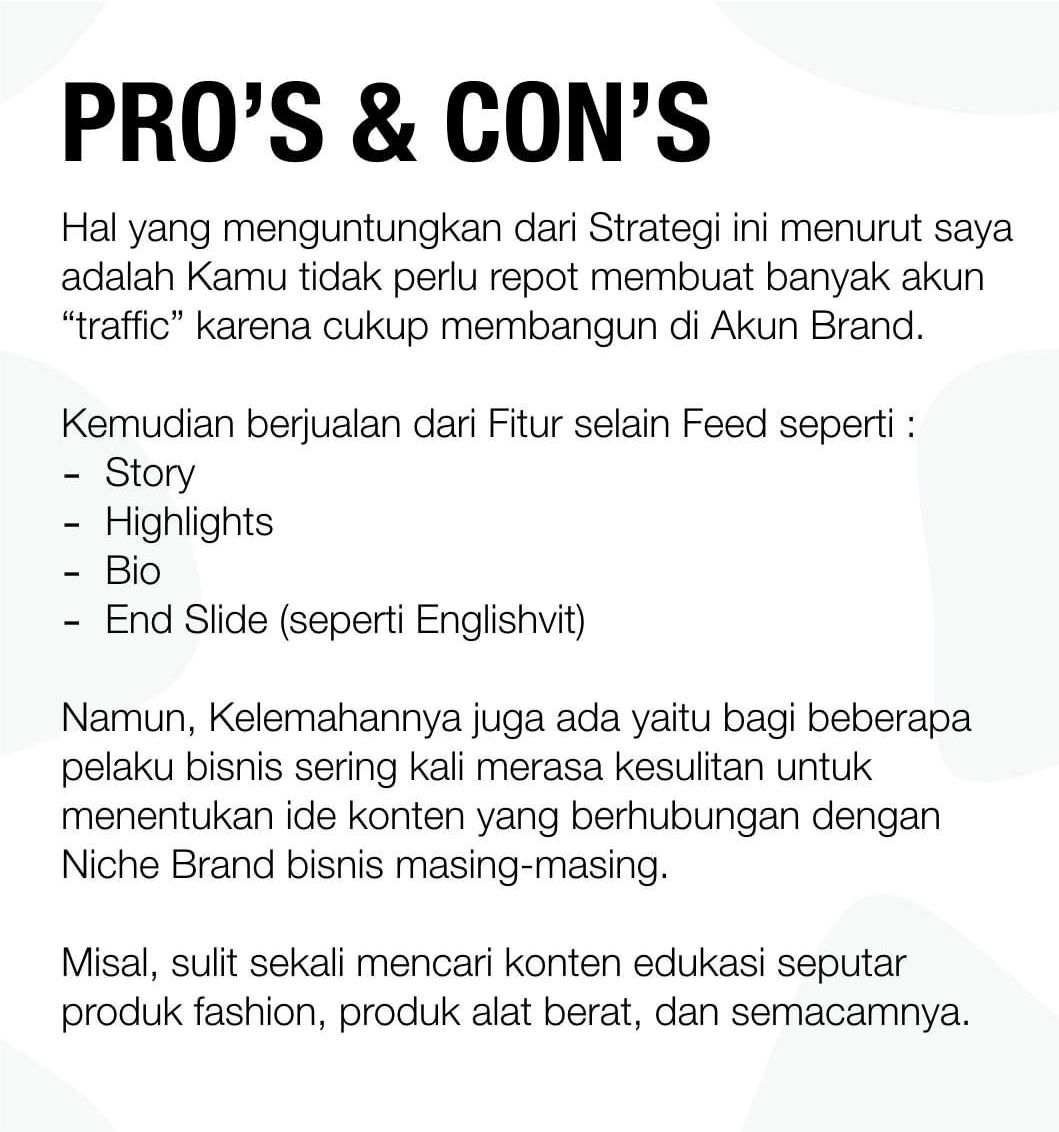 PRO’S & CON’S
Hal yang menguntungkan dari Strategi ini menurut saya
adalah Kamu tidak perlu repot membuat banyak akun
“traffic” karena cukup membangun di Akun Brand.
Kemudian berjualan dari Fitur selain Feed seperti :
- Story
- Highlights
- Bio
- End Slide (seperti Englishvit)
Namun, Kelemahannya juga ada yaitu bagi beberapa
pelaku bisnis sering kali merasa kesulitan untuk
menentukan ide konten yang berhubungan dengan
Niche Brand bisnis masing-masing.
Misal, sulit sekali mencari konten edukasi seputar
produk fashion, produk alat berat, dan semacamnya.